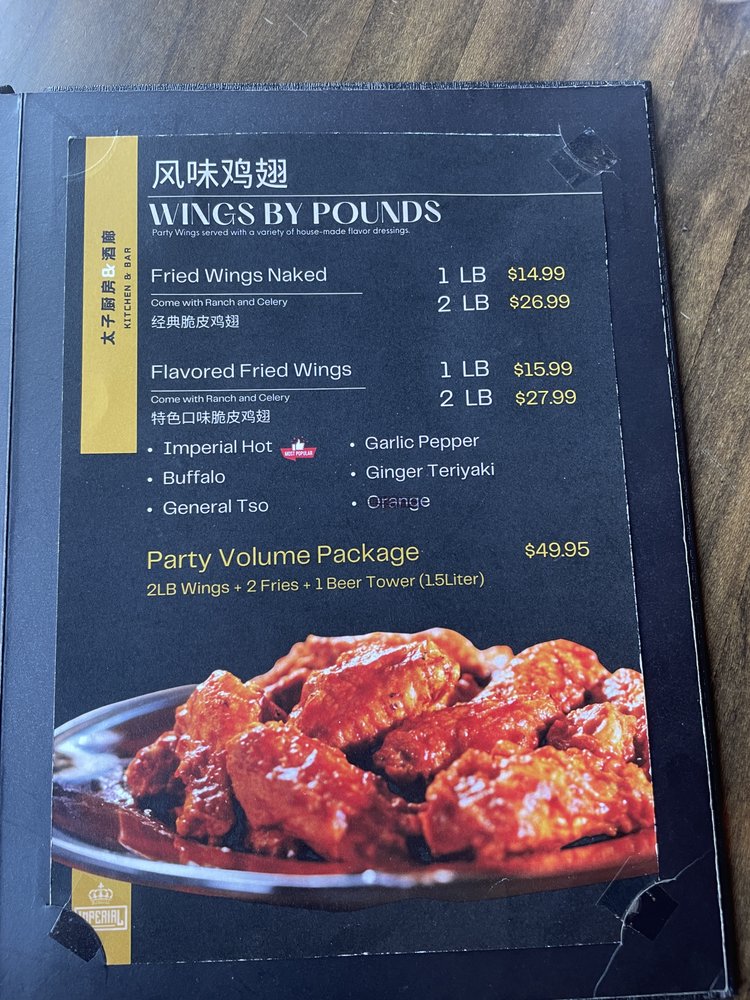 风味鸡翅
WINGS BY POUNDS
Party Wings served with a variety of house-made flavor dressings.
太子厨房&酒廊
KITCHEN & BAR
Fried Wings Naked 1 LB $14.99
Come with Ranch and Celery 2 LB $26.99
经典脆皮鸡翅
Flavored Fried Wings 1 LB $15.99
Come with Ranch and Celery 2 LB $27.99
特色口味脆皮鸡翅
• Imperial Hot MOST POPULAR • Garlic Pepper
• Buffalo • Ginger Teriyaki
• General Tso • Orange
Party Volume Package $49.95
2LB Wings + 2 Fries + 1 Beer Tower (1.5Liter)
IMPERIAL